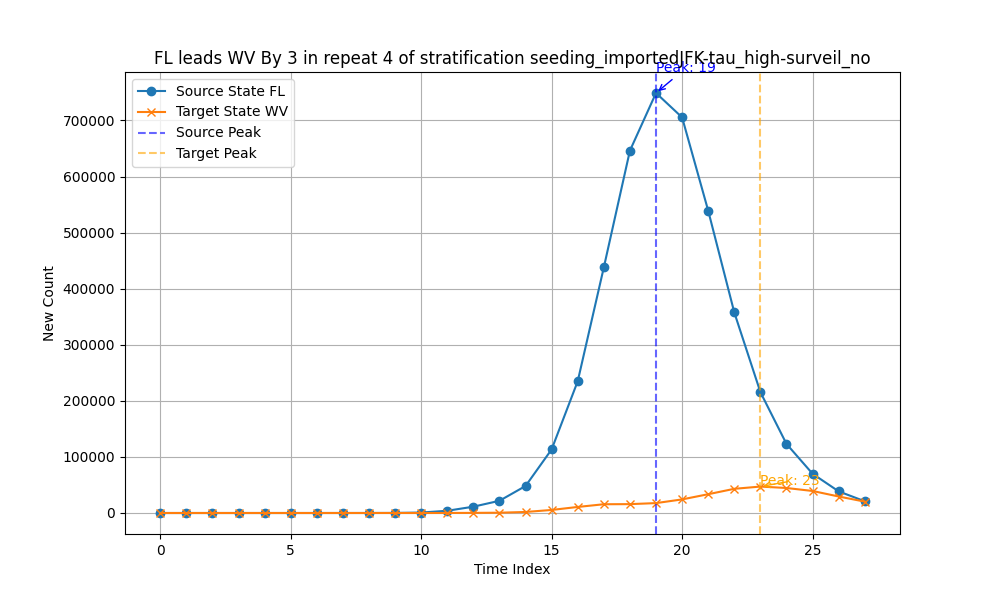 FL leads WV By 3 in repeat 4 of stratification seeding_importedJFK-tau_high-surveil_no
Peak: 19
Source State FL
Target State WV
Source Peak
Target Peak
700000
600000
500000
400000
300000
200000
100000
0
New Count
Peak: 23
0 5 10 15 20 25
Time Index